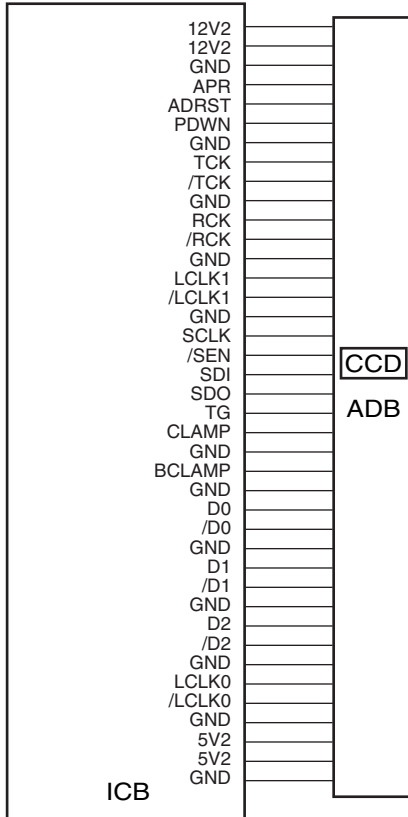 12V2
12V2
GND
APR
ADRST
PDWN
GND
TCK
/TCK
GND
RCK
/RCK
GND
LCLK1
/LCLK1
GND
SCLK
/SEN
SDI
SDO
TG
CLAMP
GND
BCLAMP
GND
D0
/D0
GND
D1
/D1
GND
D2
/D2
GND
LCLK0
/LCLK0
GND
5V2
5V2
GND
ICB
CCD
ADB